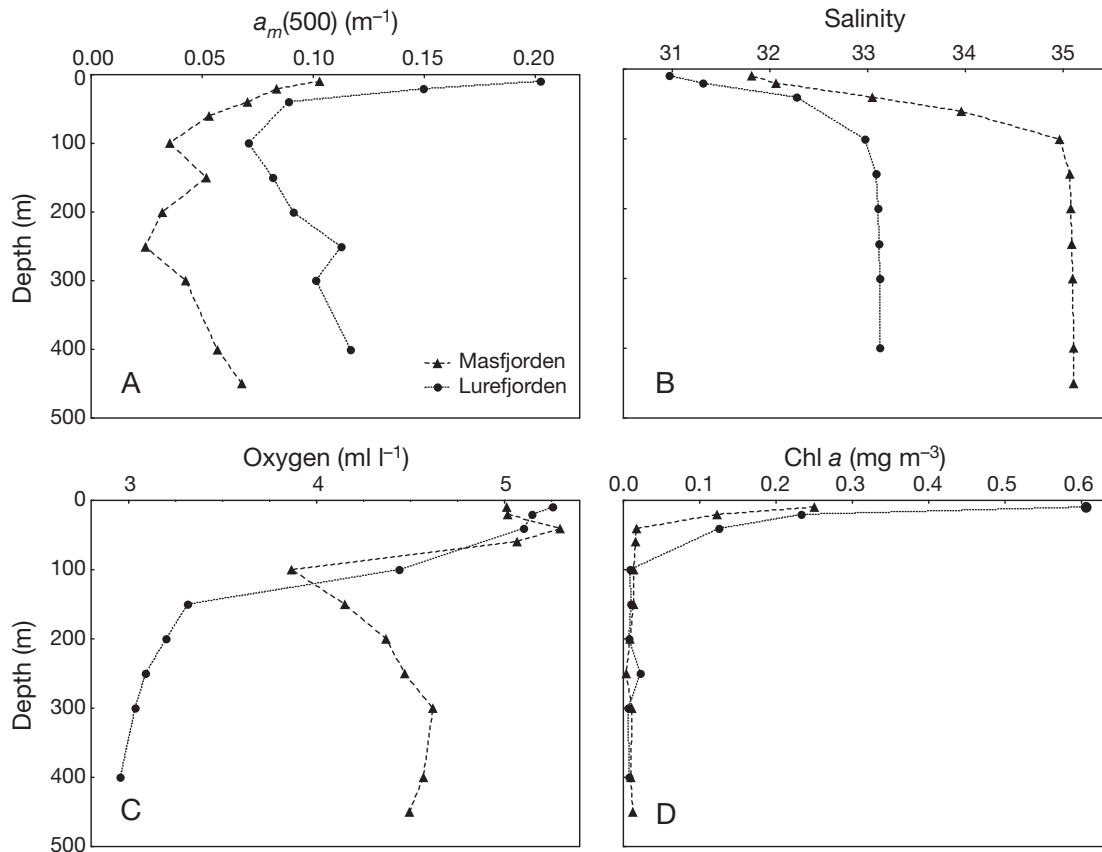 a_m(500) (m⁻¹)
0.00 0.05 0.10 0.15 0.20
0
100
200
300
400
500
Depth (m)
A
Masfjorden
Lurefjorden
Salinity
31 32 33 34 35
B
Oxygen (ml l⁻¹)
3 4 5
0
100
200
300
400
500
Depth (m)
C
Chl a (mg m⁻³)
0.0 0.1 0.2 0.3 0.4 0.5 0.6
D